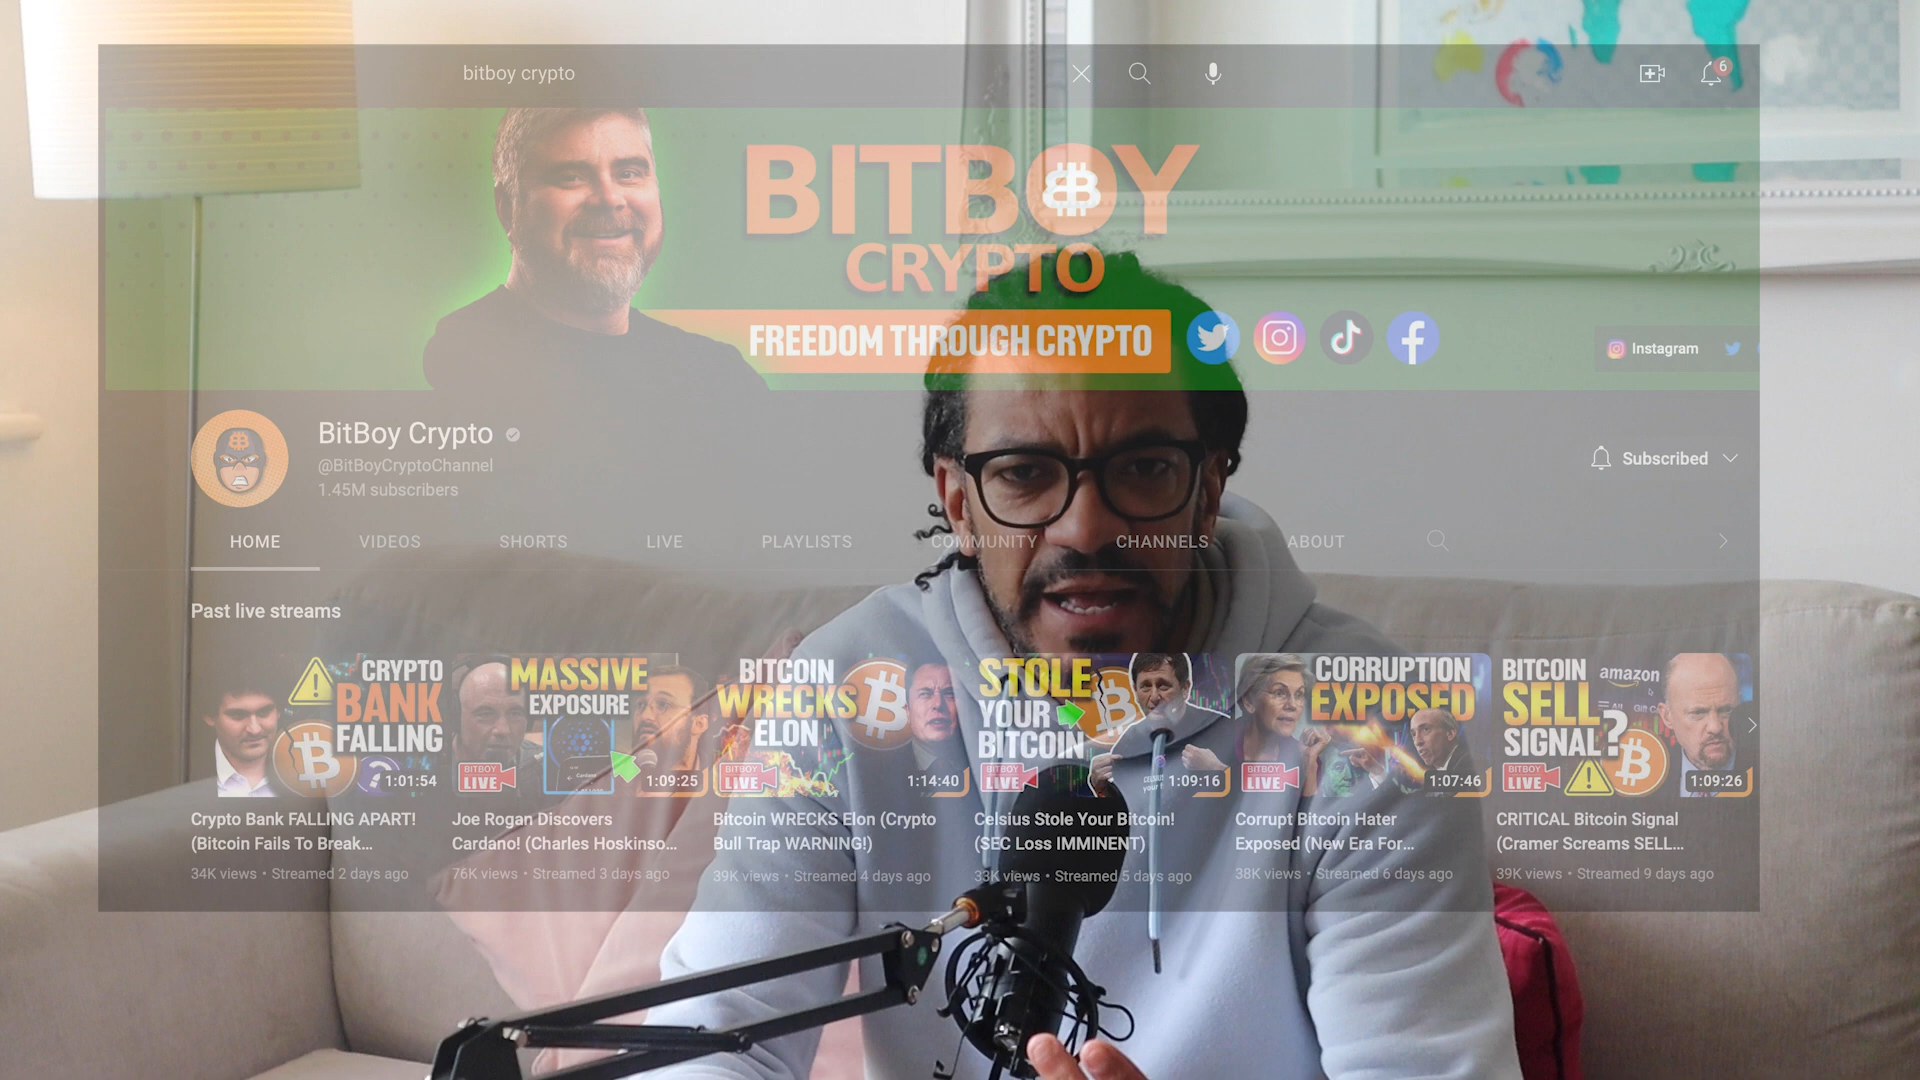 bitboy crypto
6
BITBOY
CRYPTO
FREEDOM THROUGH CRYPTO
Instagram
BitBoy Crypto
@BitBoyCryptoChannel
1.45M subscribers
Subscribed
HOME VIDEOS SHORTS LIVE PLAYLISTS COMMUNITY CHANNELS ABOUT
Past live streams
CRYPTO
BANK
FALLING
1:01:54
Crypto Bank FALLING APART!
(Bitcoin Fails To Break...
34K views • Streamed 2 days ago
MASSIVE
EXPOSURE
BITBOY
LIVE
1:09:25
Joe Rogan Discovers
Cardano! (Charles Hoskinso...
76K views • Streamed 3 days ago
BITCOIN
WRECKS
ELON
BITBOY
LIVE
1:14:40
Bitcoin WRECKS Elon (Crypto
Bull Trap WARNING!)
39K views • Streamed 4 days ago
STOLE
YOUR
BITCOIN
BITBOY
LIVE
1:09:16
Celsius Stole Your Bitcoin!
(SEC Loss IMMINENT)
33K views • Streamed 5 days ago
CORRUPTION
EXPOSED
BITBOY
LIVE
1:07:46
Corrupt Bitcoin Hater
Exposed (New Era For...
38K views • Streamed 6 days ago
BITCOIN
SELL
SIGNAL?
amazon
BITBOY
LIVE
1:09:26
CRITICAL Bitcoin Signal
(Cramer Screams SELL...
39K views • Streamed 9 days ago